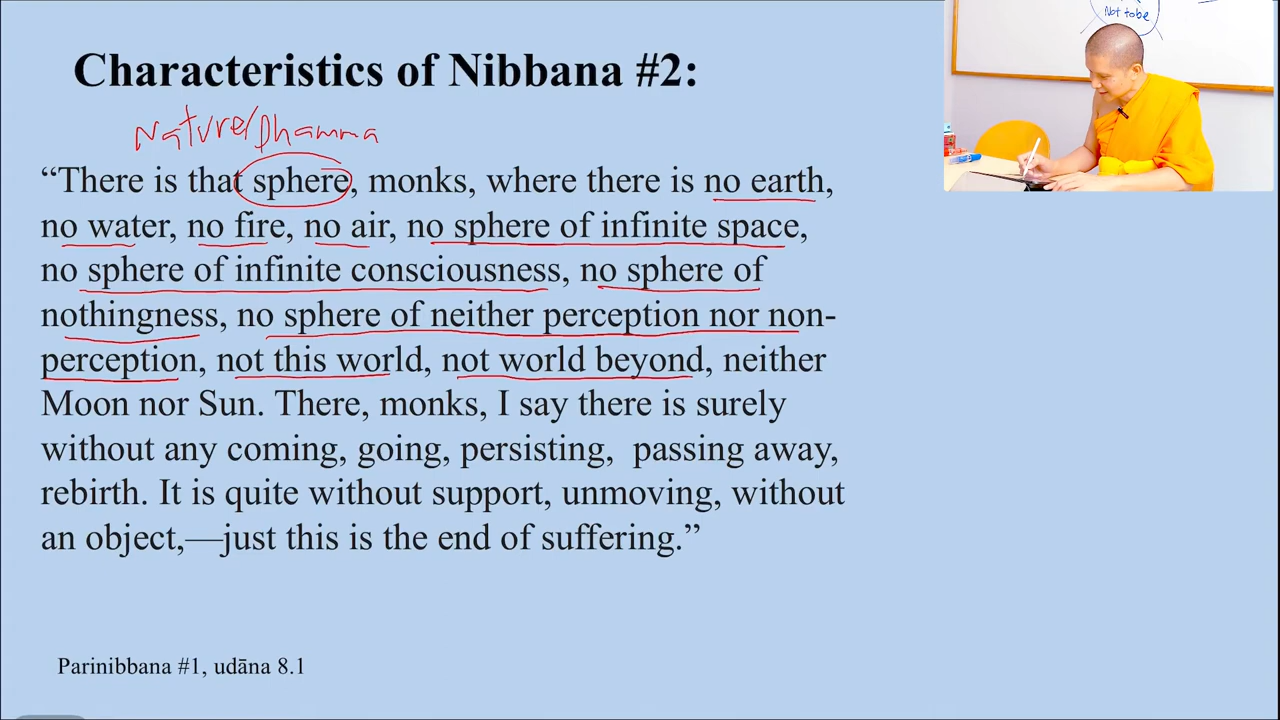 Characteristics of Nibbana #2:
Nature/Dhamma
“There is that sphere, monks, where there is no earth,
no water, no fire, no air, no sphere of infinite space,
no sphere of infinite consciousness, no sphere of
nothingness, no sphere of neither perception nor non-
perception, not this world, not world beyond, neither
Moon nor Sun. There, monks, I say there is surely
without any coming, going, persisting,  passing away,
rebirth. It is quite without support, unmoving, without
an object,—just this is the end of suffering.”
Parinibbana #1, udāna 8.1
Not to be